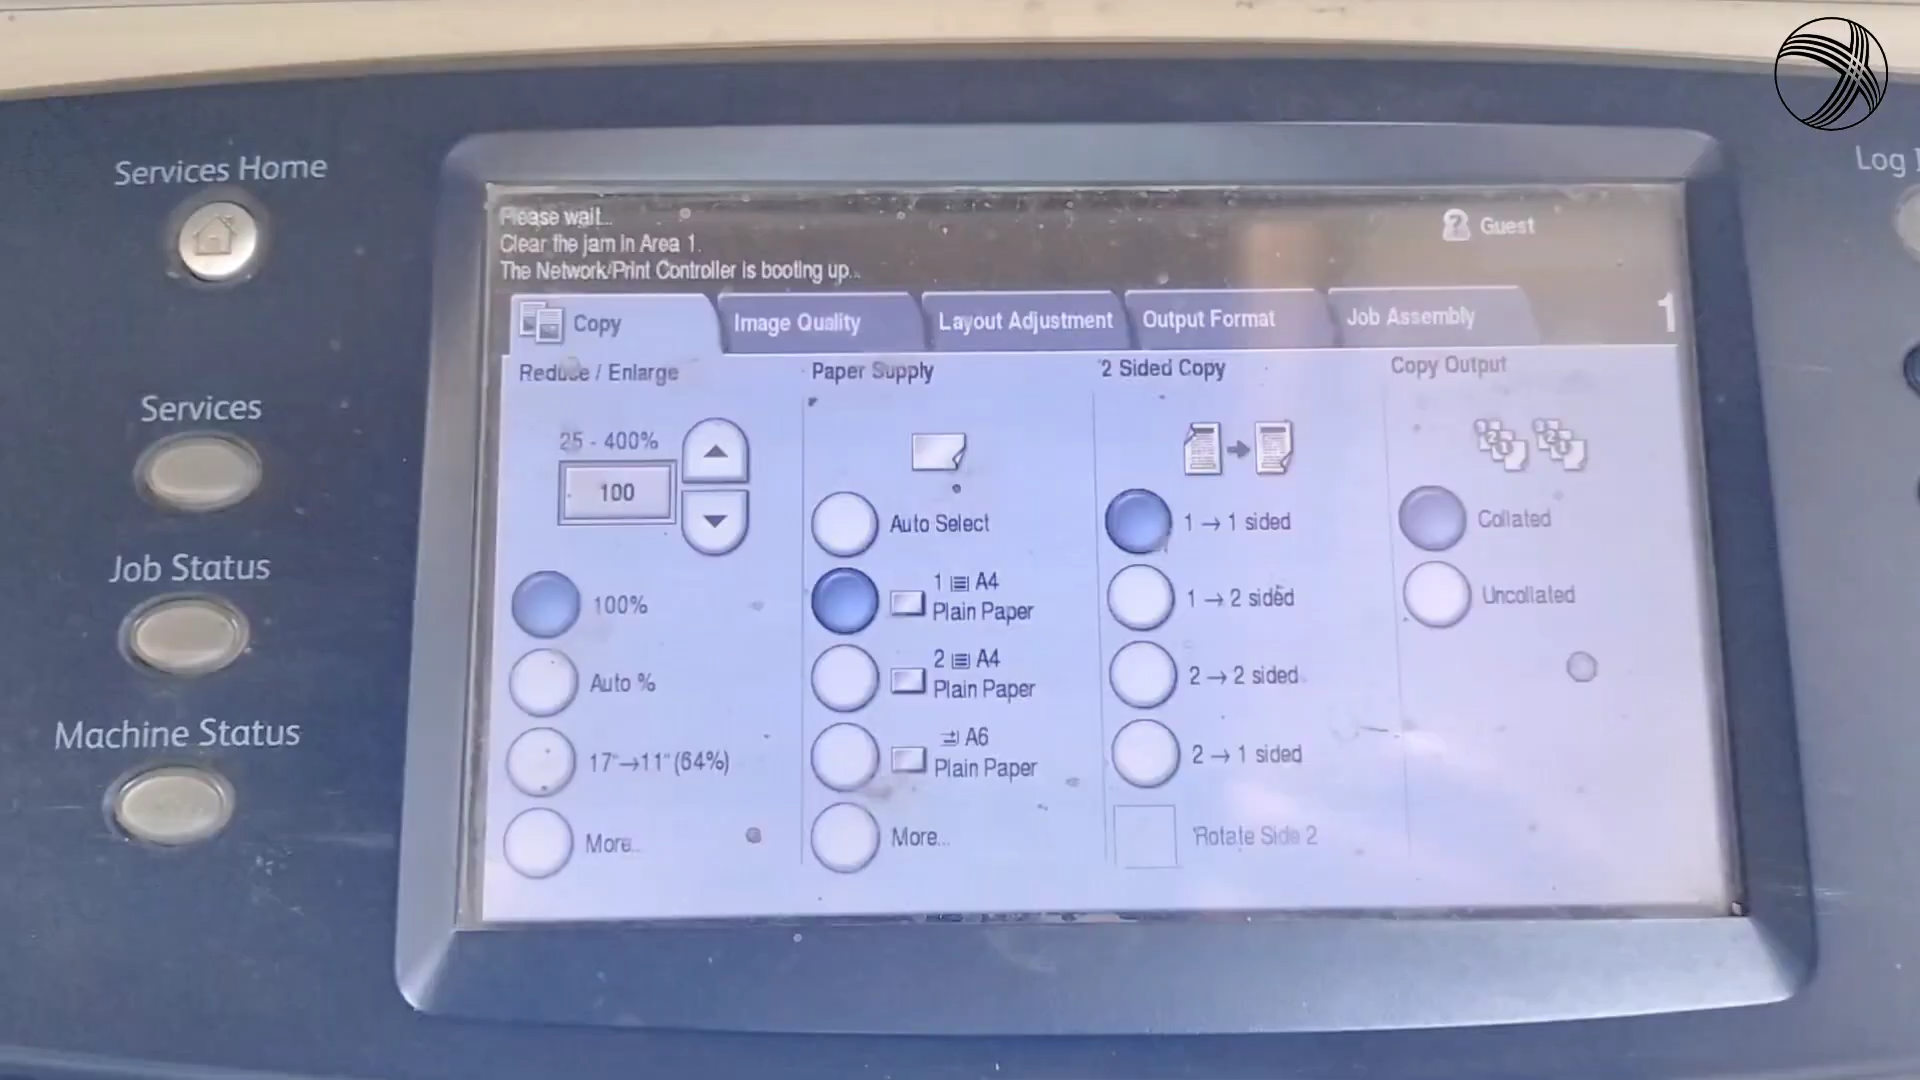 Services Home
Services
Job Status
Machine Status
Log
Please wait...
Clear the jam in Area 1.
The Network/Print Controller is booting up...
Guest
Copy
Image Quality
Layout Adjustment
Output Format
Job Assembly
1
Reduce / Enlarge
25 - 400%
100
100%
Auto %
17"→11"(64%)
More...
Paper Supply
Auto Select
1 A4
Plain Paper
2 A4
Plain Paper
A6
Plain Paper
More...
2 Sided Copy
1 → 1 sided
1 → 2 sided
2 → 2 sided
2 → 1 sided
Rotate Side 2
Copy Output
Collated
Uncollated